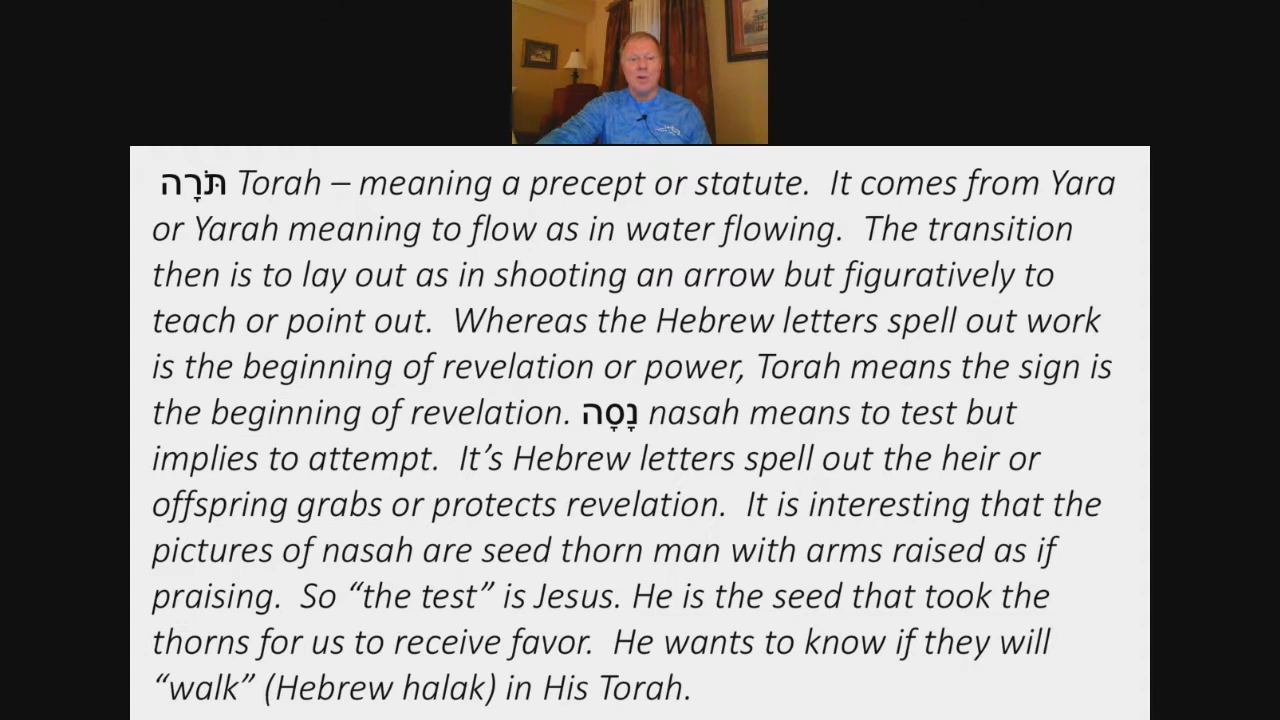 תֹּרָה Torah – meaning a precept or statute. It comes from Yara
or Yarah meaning to flow as in water flowing. The transition
then is to lay out as in shooting an arrow but figuratively to
teach or point out. Whereas the Hebrew letters spell out work
is the beginning of revelation or power, Torah means the sign is
the beginning of revelation. נָסָה nasah means to test but
implies to attempt. It’s Hebrew letters spell out the heir or
offspring grabs or protects revelation. It is interesting that the
pictures of nasah are seed thorn man with arms raised as if
praising. So “the test” is Jesus. He is the seed that took the
thorns for us to receive favor. He wants to know if they will
“walk” (Hebrew halak) in His Torah.